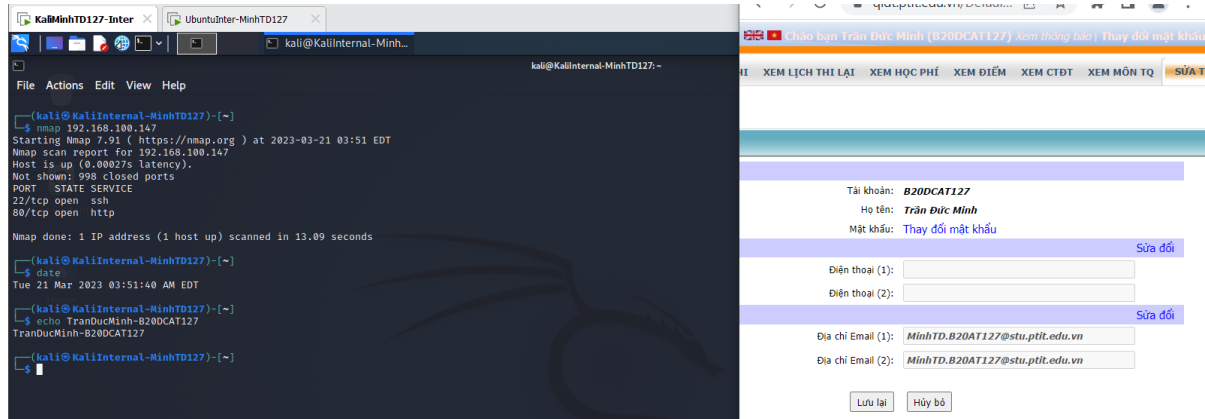 KaliMinhTD127-Inter
UbuntuInter-MinhTD127
kali@KaliInternal-Minh...
kali@KaliInternal-MinhTD127: ~
File Actions Edit View Help
(kali㉿KaliInternal-MinhTD127)-[~]
$ nmap 192.168.100.147
Starting Nmap 7.91 ( https://nmap.org ) at 2023-03-21 03:51 EDT
Nmap scan report for 192.168.100.147
Host is up (0.00027s latency).
Not shown: 998 closed ports
PORT STATE SERVICE
22/tcp open ssh
80/tcp open http
Nmap done: 1 IP address (1 host up) scanned in 13.09 seconds
(kali㉿KaliInternal-MinhTD127)-[~]
$ date
Tue 21 Mar 2023 03:51:40 AM EDT
(kali㉿KaliInternal-MinhTD127)-[~]
$ echo TranDucMinh-B20DCAT127
TranDucMinh-B20DCAT127
(kali㉿KaliInternal-MinhTD127)-[~]
$
Chào bạn Trần Đức Minh (B20DCAT127) Xem thông báo | Thay đổi mật khẩu
HI XEM LỊCH THI LẠI XEM HỌC PHÍ XEM ĐIỂM XEM CTĐT XEM MÔN TQ SỬA T
Tài khoản: B20DCAT127
Họ tên: Trần Đức Minh
Mật khẩu: Thay đổi mật khẩu
Sửa đổi
Điện thoại (1):
Điện thoại (2):
Sửa đổi
Địa chỉ Email (1): MinhTD.B20AT127@stu.ptit.edu.vn
Địa chỉ Email (2): MinhTD.B20AT127@stu.ptit.edu.vn
Lưu lại Hủy bỏ